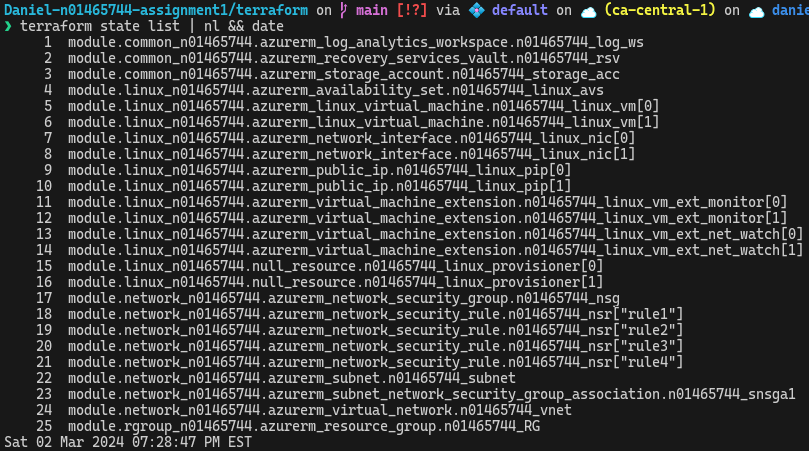 Daniel-n01465744-assignment1/terraform on main [!?] via default on (ca-central-1) on danie
❯ terraform state list | nl && date
1 module.common_n01465744.azurerm_log_analytics_workspace.n01465744_log_ws
2 module.common_n01465744.azurerm_recovery_services_vault.n01465744_rsv
3 module.common_n01465744.azurerm_storage_account.n01465744_storage_acc
4 module.linux_n01465744.azurerm_availability_set.n01465744_linux_avs
5 module.linux_n01465744.azurerm_linux_virtual_machine.n01465744_linux_vm[0]
6 module.linux_n01465744.azurerm_linux_virtual_machine.n01465744_linux_vm[1]
7 module.linux_n01465744.azurerm_network_interface.n01465744_linux_nic[0]
8 module.linux_n01465744.azurerm_network_interface.n01465744_linux_nic[1]
9 module.linux_n01465744.azurerm_public_ip.n01465744_linux_pip[0]
10 module.linux_n01465744.azurerm_public_ip.n01465744_linux_pip[1]
11 module.linux_n01465744.azurerm_virtual_machine_extension.n01465744_linux_vm_ext_monitor[0]
12 module.linux_n01465744.azurerm_virtual_machine_extension.n01465744_linux_vm_ext_monitor[1]
13 module.linux_n01465744.azurerm_virtual_machine_extension.n01465744_linux_vm_ext_net_watch[0]
14 module.linux_n01465744.azurerm_virtual_machine_extension.n01465744_linux_vm_ext_net_watch[1]
15 module.linux_n01465744.null_resource.n01465744_linux_provisioner[0]
16 module.linux_n01465744.null_resource.n01465744_linux_provisioner[1]
17 module.network_n01465744.azurerm_network_security_group.n01465744_nsg
18 module.network_n01465744.azurerm_network_security_rule.n01465744_nsr["rule1"]
19 module.network_n01465744.azurerm_network_security_rule.n01465744_nsr["rule2"]
20 module.network_n01465744.azurerm_network_security_rule.n01465744_nsr["rule3"]
21 module.network_n01465744.azurerm_network_security_rule.n01465744_nsr["rule4"]
22 module.network_n01465744.azurerm_subnet.n01465744_subnet
23 module.network_n01465744.azurerm_subnet_network_security_group_association.n01465744_snsga1
24 module.network_n01465744.azurerm_virtual_network.n01465744_vnet
25 module.rgroup_n01465744.azurerm_resource_group.n01465744_RG
Sat 02 Mar 2024 07:28:47 PM EST